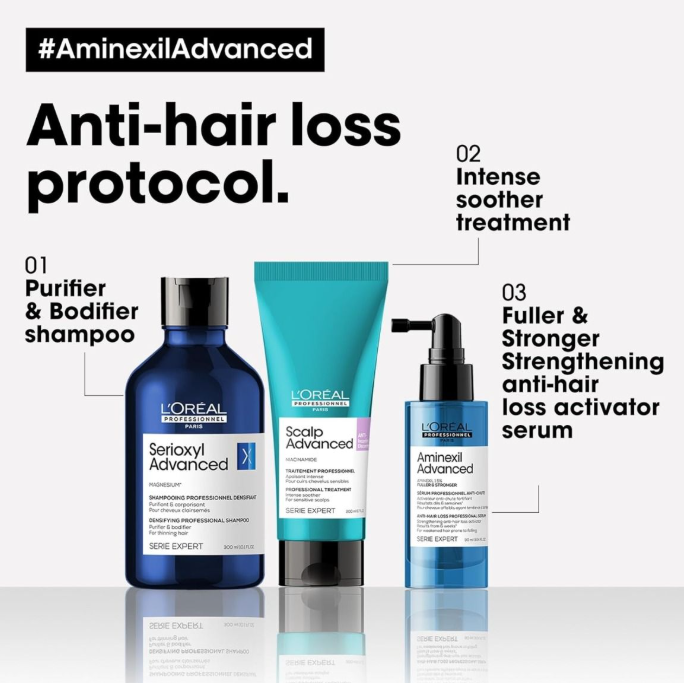 #AminexilAdvanced
Anti-hair loss
protocol.
01
Purifier
& Bodifier
shampoo
02
Intense
soother
treatment
03
Fuller &
Stronger
Strengthening
anti-hair
loss activator
serum
L'ORÉAL
PROFESSIONNEL
PARIS
Serioxyl
Advanced
MAGNESIUM
SHAMPOOING PROFESSIONNEL DENSIFIANT
Purifiant & corporisant
Pour cheveux clairsemés
DENSIFYING PROFESSIONAL SHAMPOO
Purifier & bodifier
For thinning hair
SERIE EXPERT
L'ORÉAL
PROFESSIONNEL
PARIS
Scalp
Advanced
NIACINAMIDE
TRAITEMENT PROFESSIONNEL
Apaisant intense
Pour cuirs chevelus sensibles
PROFESSIONAL TREATMENT
Intense soother
For sensitive scalps
SERIE EXPERT
L'ORÉAL
PROFESSIONNEL
PARIS
Aminexil
Advanced
FULLER & STRONGER
SERIE EXPERT